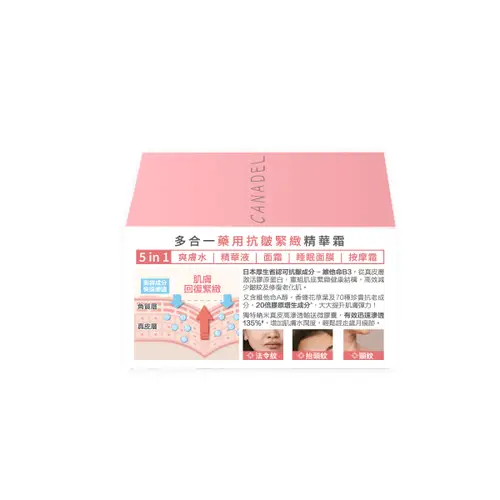 CANADEL
多合一藥用抗皺緊緻精華霜
5 in 1 爽膚水 | 精華液 | 面霜 | 睡眠面膜 | 按摩霜
肌膚
回復緊緻
角質層
真皮層
日本厚生省認可抗皺成分 – 維他命B3，從真皮層
激活膠原蛋白，重組肌底緊緻健康結構，高效減
少皺紋及修復老化肌。
又含維他命A醇，香橙花原葉及70種珍貴抗老成
分，20倍膠原增生成分*，大大提升肌膚彈力！
獨特納米真皮高滲透輸送微膠囊，有效迅速滲透
135%*，增加肌膚水潤度，輕鬆趕走歲月痕跡。
法令紋
抬頭紋
頸紋